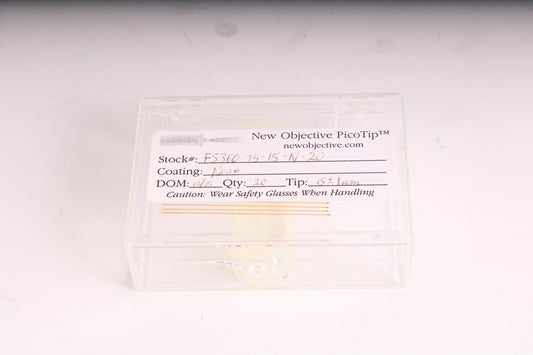 New Objective PicoTip™
newobjective.com
Stock#: FS360-75-15-N-20
Coating: None
DOM: Qty: 20 Tip: 15±1um
Caution: Wear Safety Glasses When Handling